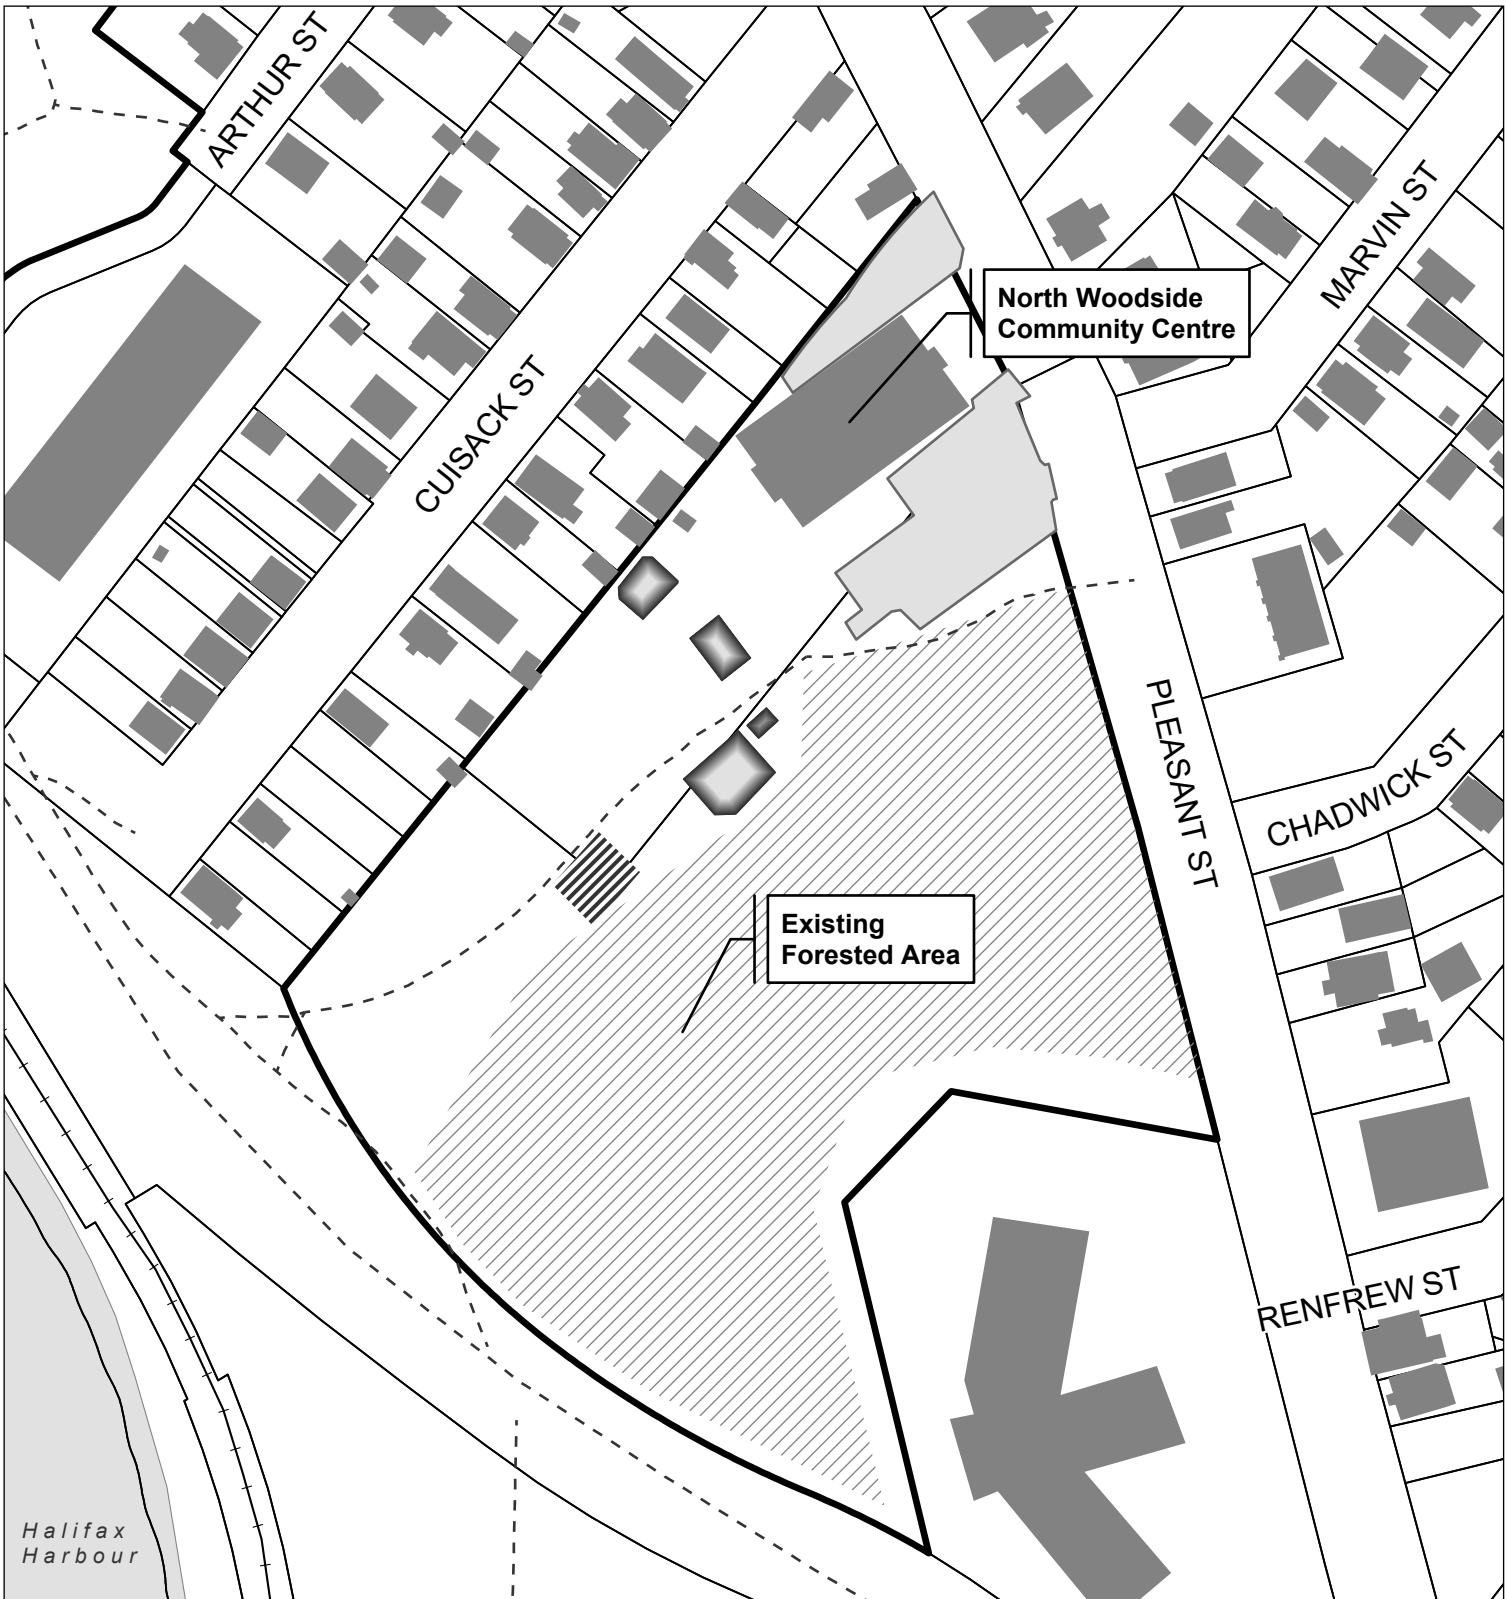 ARTHUR ST
North Woodside
Community Centre
MARVIN ST
CUISACK ST
PLEASANT ST
CHADWICK ST
Existing
Forested Area
RENFREW ST
Halifax
Harbour